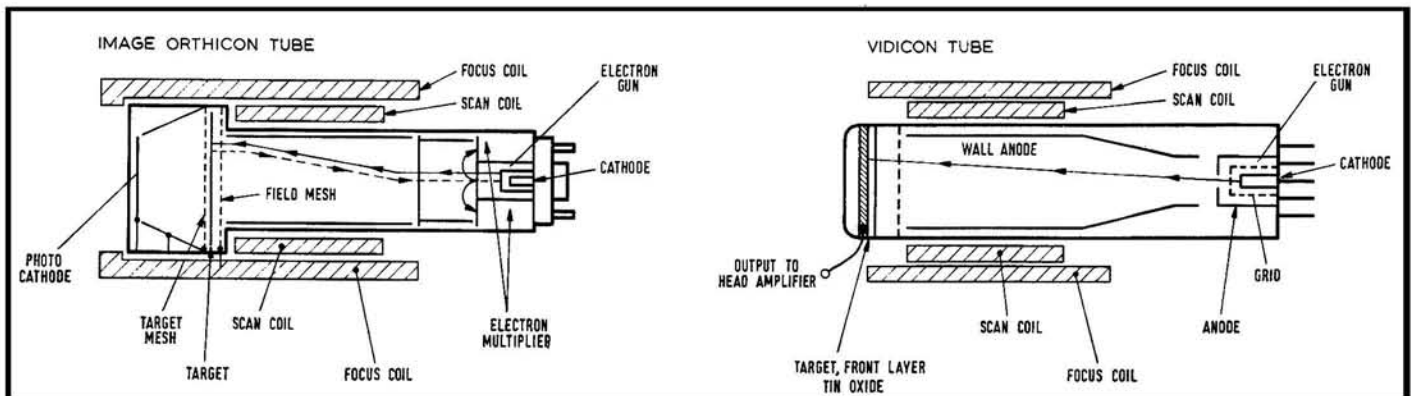 IMAGE ORTHICON TUBE
FOCUS COIL
SCAN COIL
ELECTRON
GUN
CATHODE
FIELD MESH
PHOTO
CATHODE
TARGET
MESH
TARGET
SCAN COIL
FOCUS COIL
ELECTRON
MULTIPLIER
VIDICON TUBE
FOCUS COIL
SCAN COIL
ELECTRON
GUN
WALL ANODE
CATHODE
OUTPUT TO
HEAD AMPLIFIER
TARGET, FRONT LAYER
TIN OXIDE
SCAN COIL
FOCUS COIL
GRID
ANODE